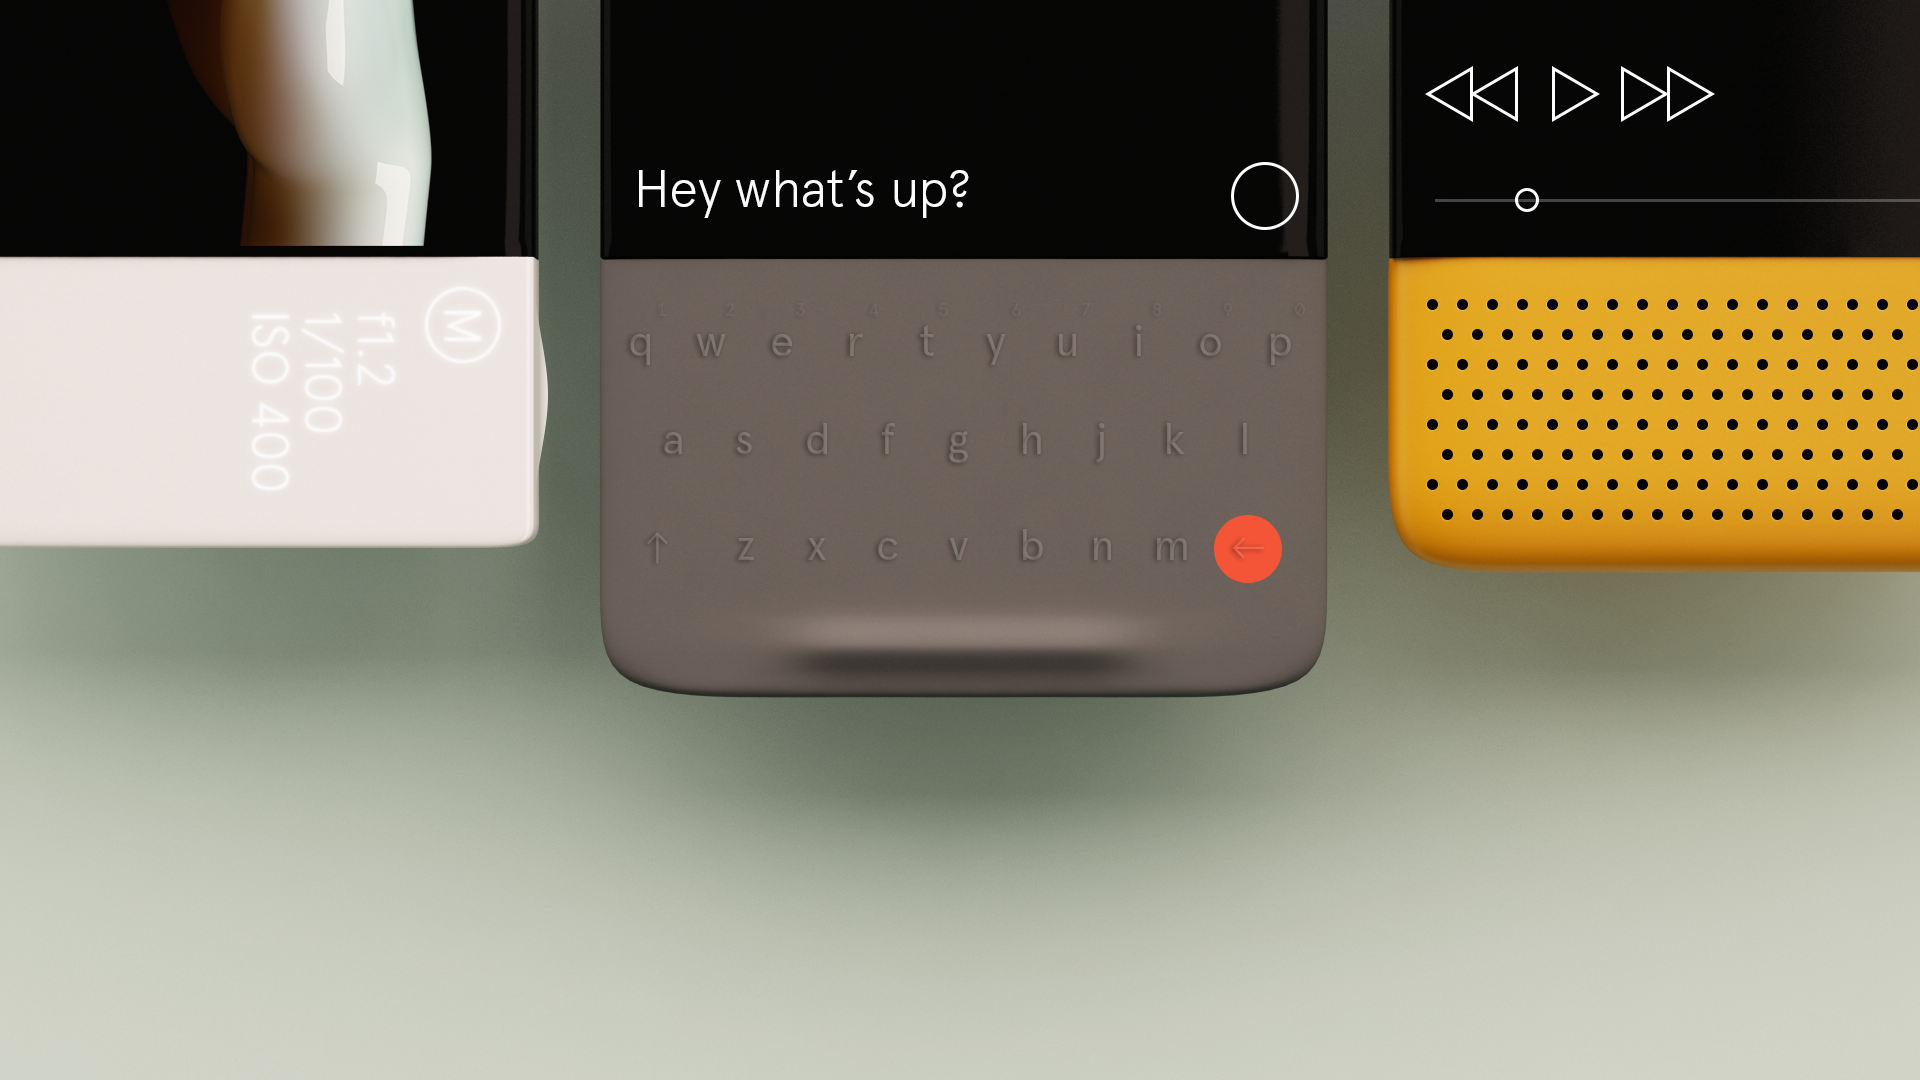 M
f1.2
1/100
ISO 400
Hey what’s up?
1 2 3 4 5 6 7 8 9 0
q w e r t y u i o p
a s d f g h j k l
↑ z x c v b n m ←